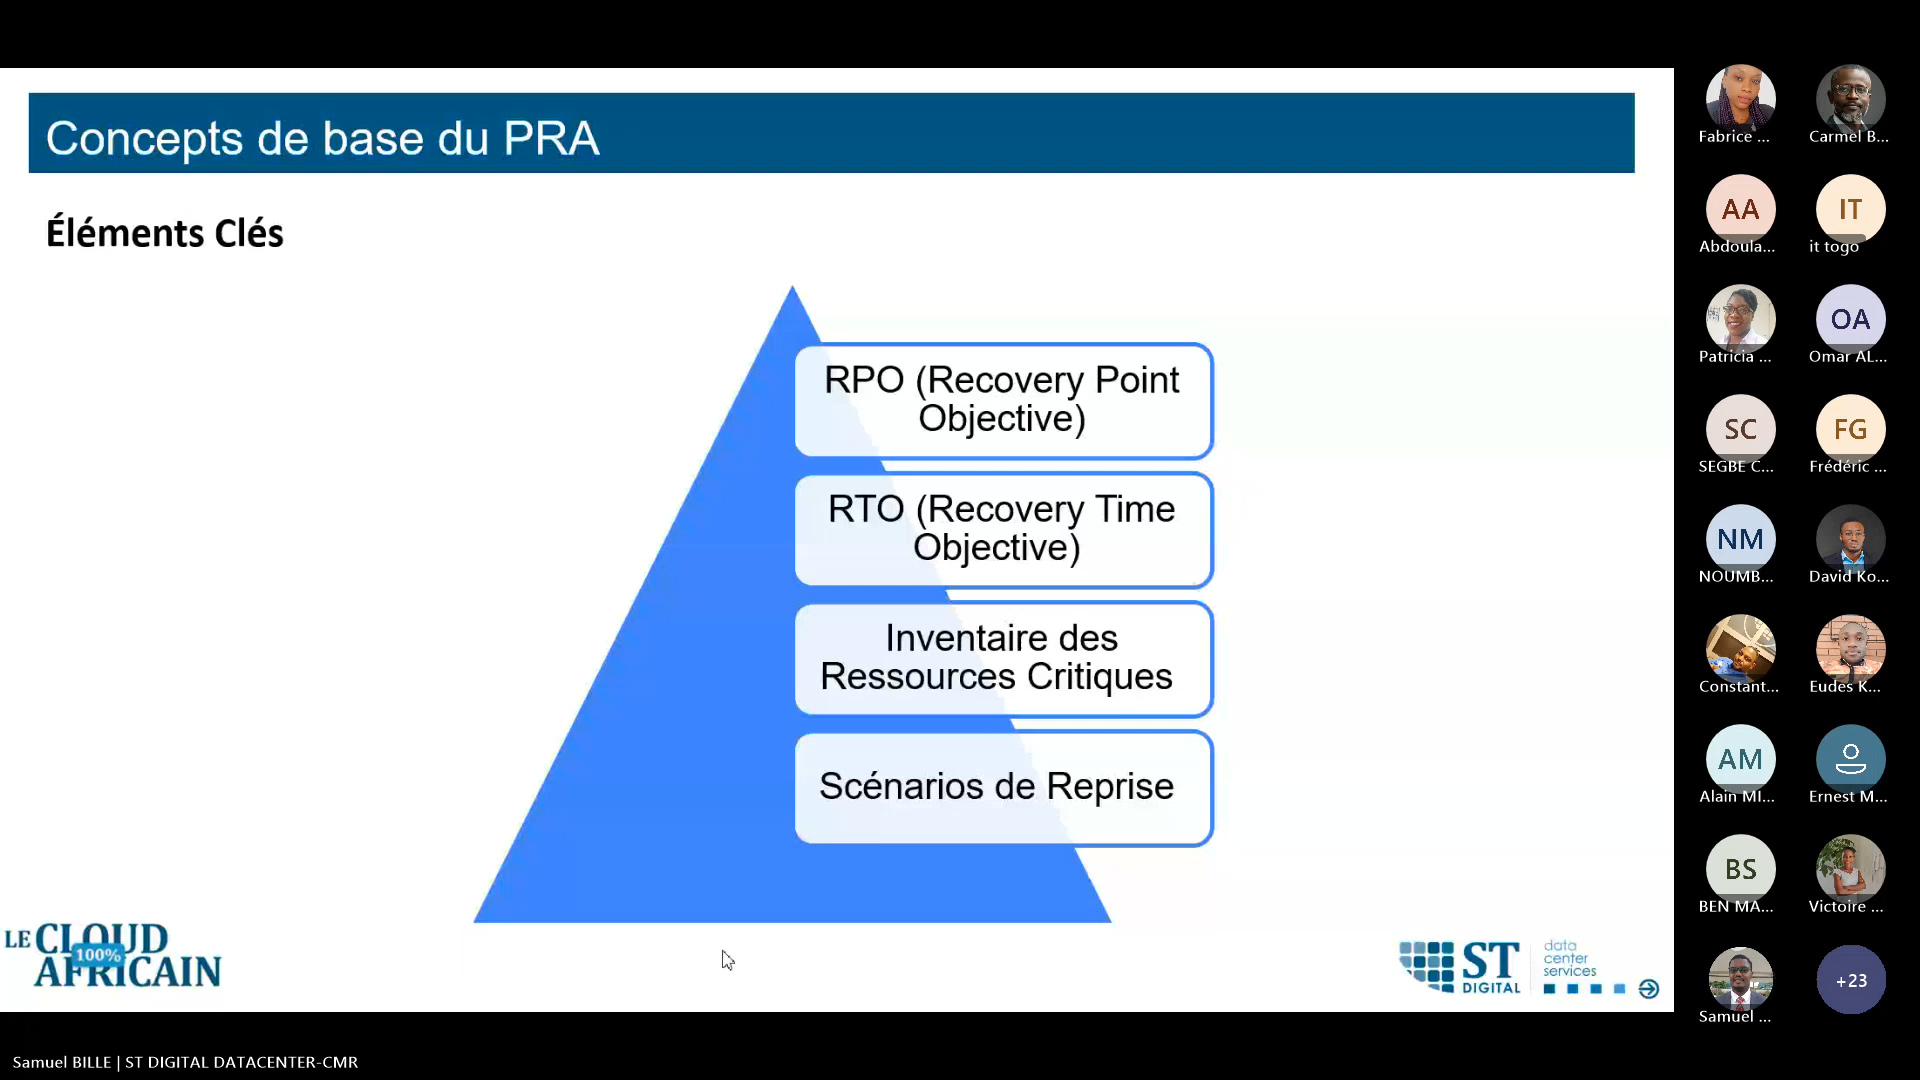 Concepts de base du PRA
Éléments Clés
RPO (Recovery Point
Objective)
RTO (Recovery Time
Objective)
Inventaire des
Ressources Critiques
Scénarios de Reprise
LE CLOUD
100%
AFRICAIN
ST
DIGITAL
data
center
services
Fabrice ...
Carmel B...
AA
Abdoula...
IT
it togo
Patricia ...
OA
Omar AL...
SC
SEGBE C...
FG
Frédéric ...
NM
NOUMB...
David Ko...
Constant...
Eudes K...
AM
Alain MI...
Ernest M...
BS
BEN MA...
Victoire ...
Samuel ...
+23
Samuel BILLE | ST DIGITAL DATACENTER-CMR